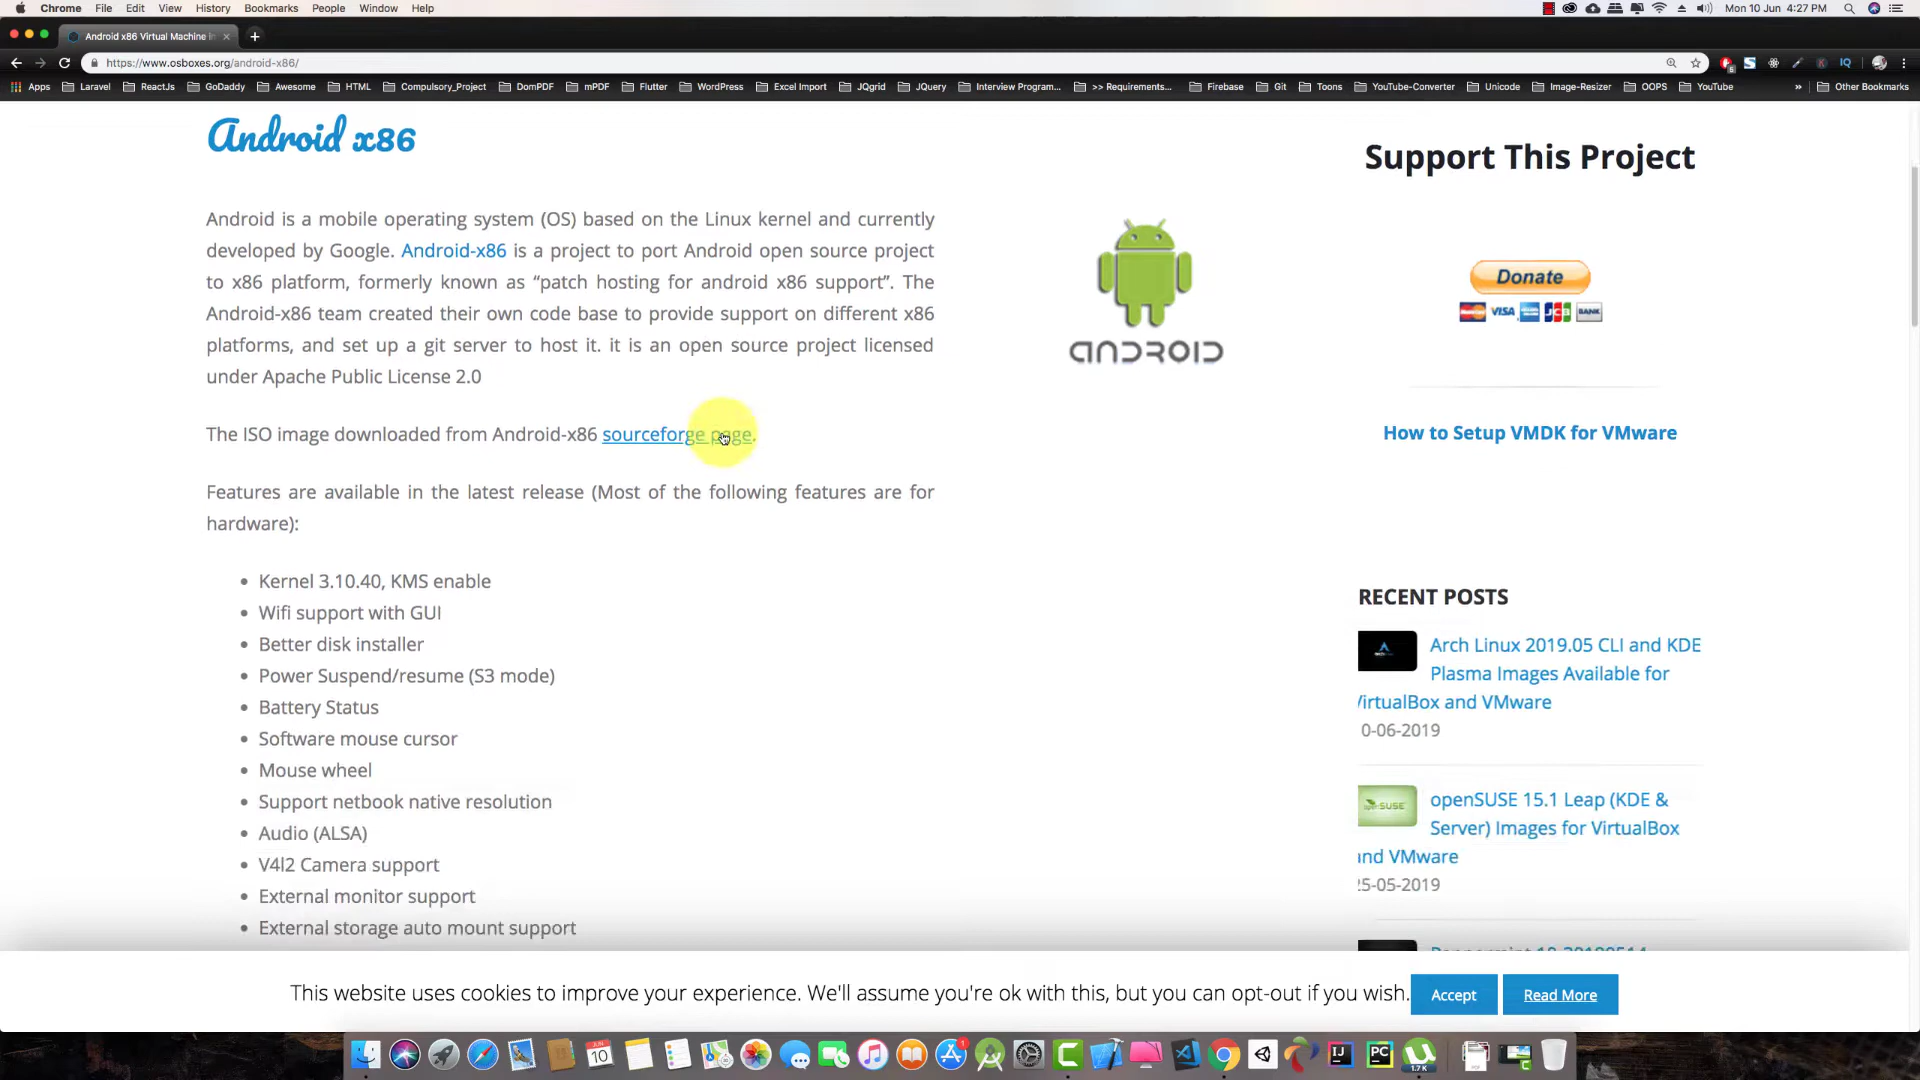 Chrome File Edit View History Bookmarks People Window Help Mon 10 Jun 4:27 PM
Android x86 Virtual Machine
https://www.osboxes.org/android-x86/
Apps Laravel ReactJs GoDaddy Awesome HTML Compulsory_Project DomPDF mPDF Flutter WordPress Excel Import JQgrid JQuery Interview Program... >> Requirements... Firebase Git Toons YouTube-Converter Unicode Image-Resizer OOPS YouTube » Other Bookmarks
Android x86
Android is a mobile operating system (OS) based on the Linux kernel and currently
developed by Google. Android-x86 is a project to port Android open source project
to x86 platform, formerly known as “patch hosting for android x86 support”. The
Android-x86 team created their own code base to provide support on different x86
platforms, and set up a git server to host it. it is an open source project licensed
under Apache Public License 2.0
The ISO image downloaded from Android-x86 sourceforge page.
Features are available in the latest release (Most of the following features are for
hardware):
• Kernel 3.10.40, KMS enable
• Wifi support with GUI
• Better disk installer
• Power Suspend/resume (S3 mode)
• Battery Status
• Software mouse cursor
• Mouse wheel
• Support netbook native resolution
• Audio (ALSA)
• V4l2 Camera support
• External monitor support
• External storage auto mount support
ANDROID
Support This Project
Donate
VISA JCB BANK
How to Setup VMDK for VMware
RECENT POSTS
Arch Linux 2019.05 CLI and KDE
Plasma Images Available for
VirtualBox and VMware
0-06-2019
openSUSE 15.1 Leap (KDE &
Server) Images for VirtualBox
and VMware
25-05-2019
This website uses cookies to improve your experience. We'll assume you're ok with this, but you can opt-out if you wish. Accept Read More
JUN
10
1
IJ
PC
1.7 K